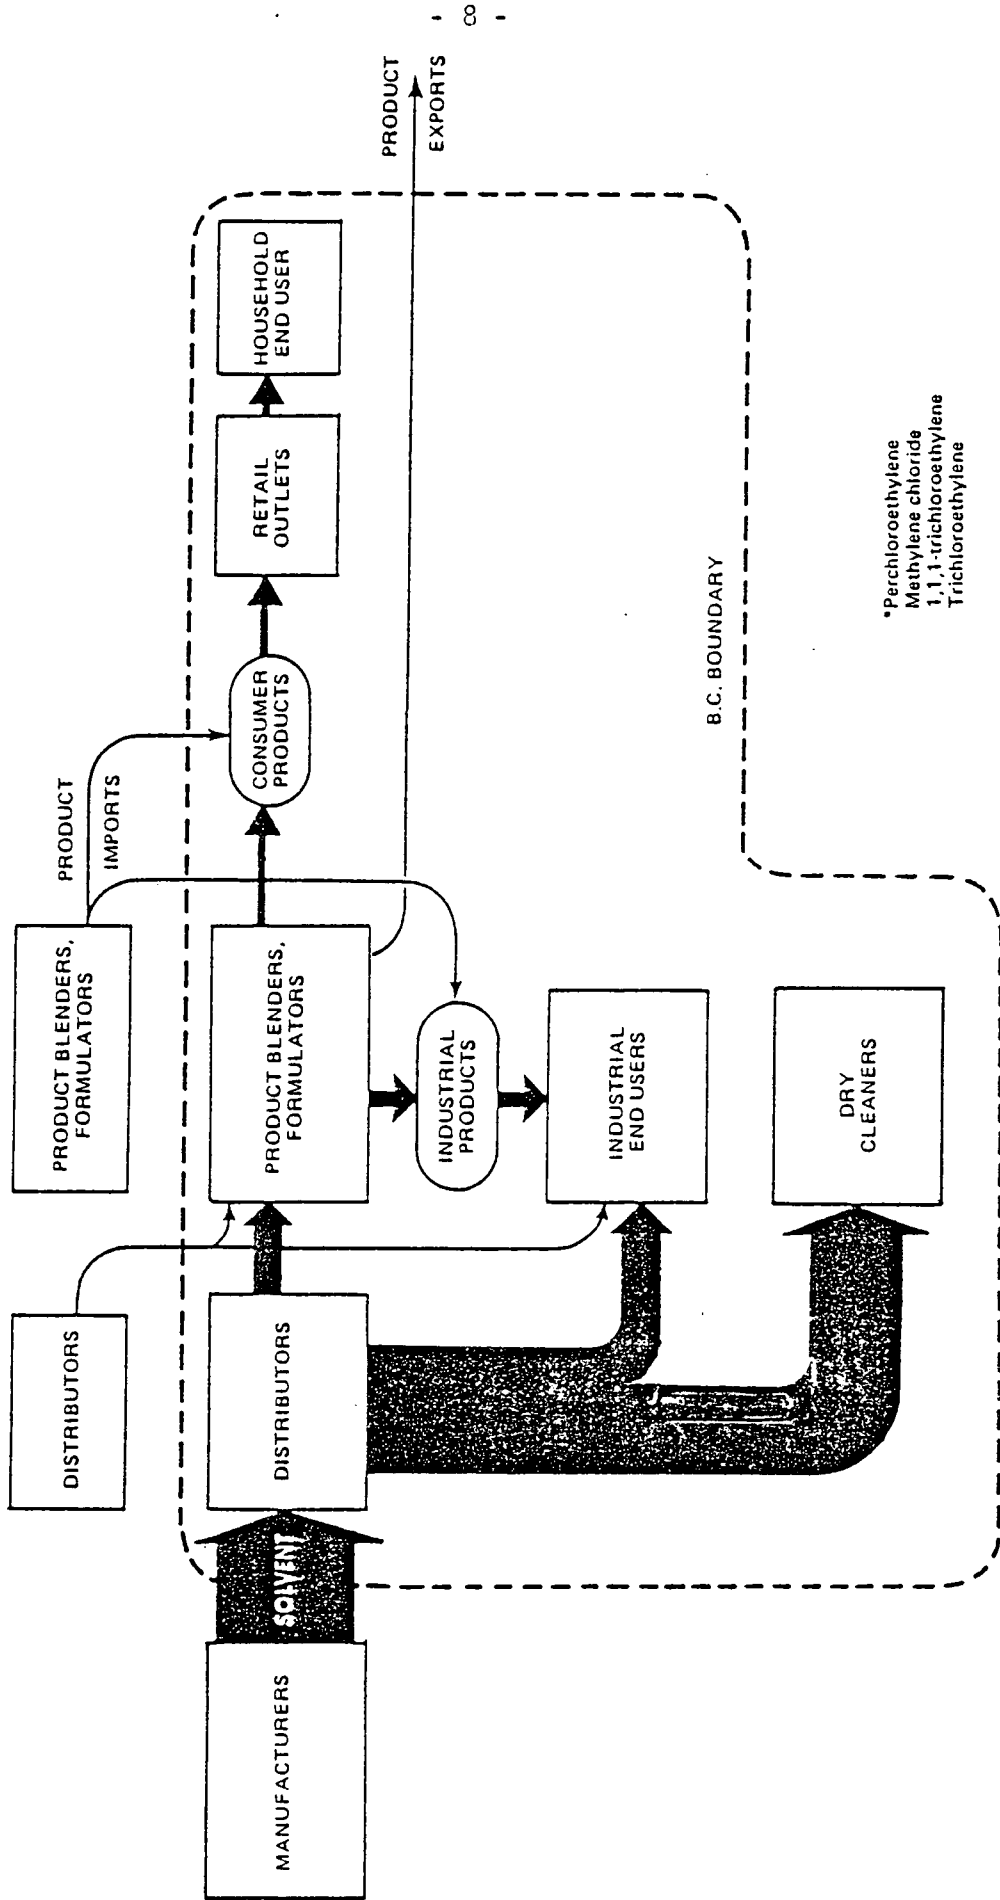 - 8 -
MANUFACTURERS
SOLVENT
DISTRIBUTORS
DISTRIBUTORS
PRODUCT BLENDERS,
FORMULATORS
PRODUCT BLENDERS,
FORMULATORS
PRODUCT
IMPORTS
CONSUMER
PRODUCTS
RETAIL
OUTLETS
HOUSEHOLD
END USER
PRODUCT
EXPORTS
INDUSTRIAL
PRODUCTS
INDUSTRIAL
END USERS
DRY
CLEANERS
B.C. BOUNDARY
*Perchloroethylene
Methylene chloride
1,1,1-trichloroethylene
Trichloroethylene